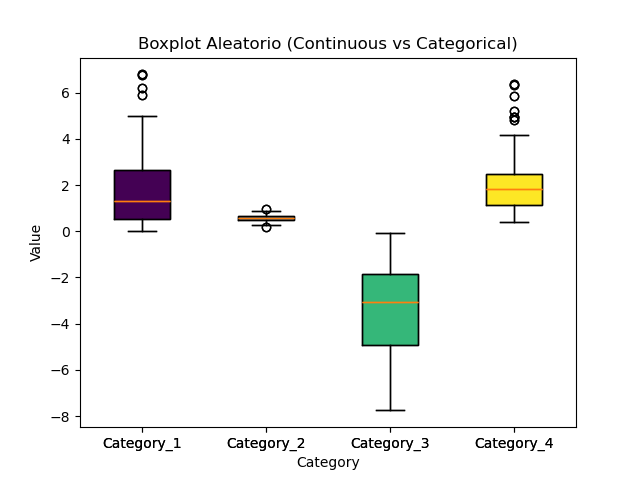 Boxplot Aleatorio (Continuous vs Categorical)
6
4
2
0
−2
−4
−6
−8
Value
Category_1 Category_2 Category_3 Category_4
Category